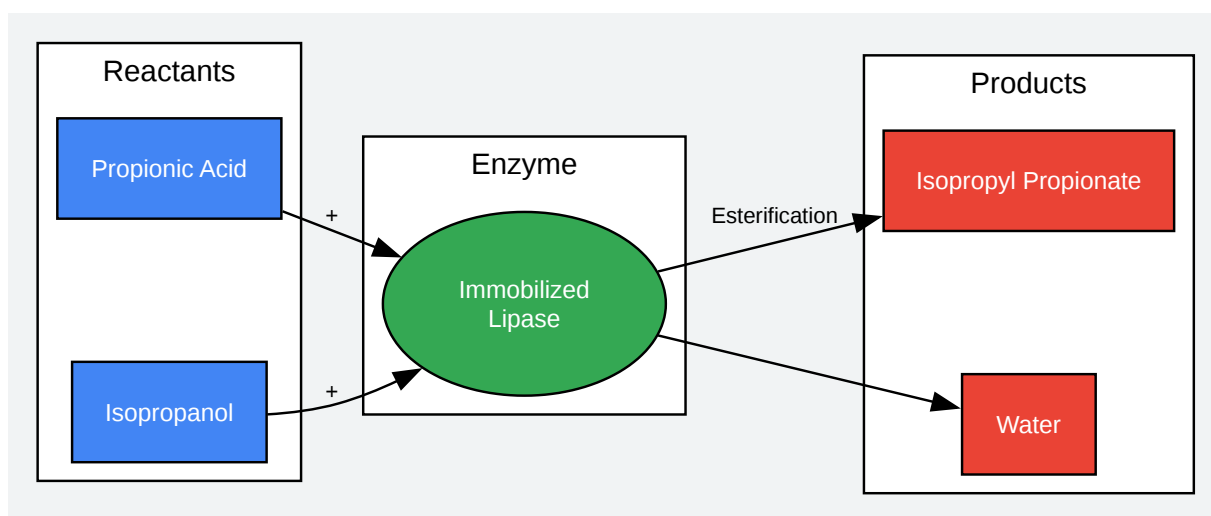 Reactants
Propionic Acid
+
Isopropanol
+
Enzyme
Immobilized
Lipase
Esterification
Products
Isopropyl Propionate
Water